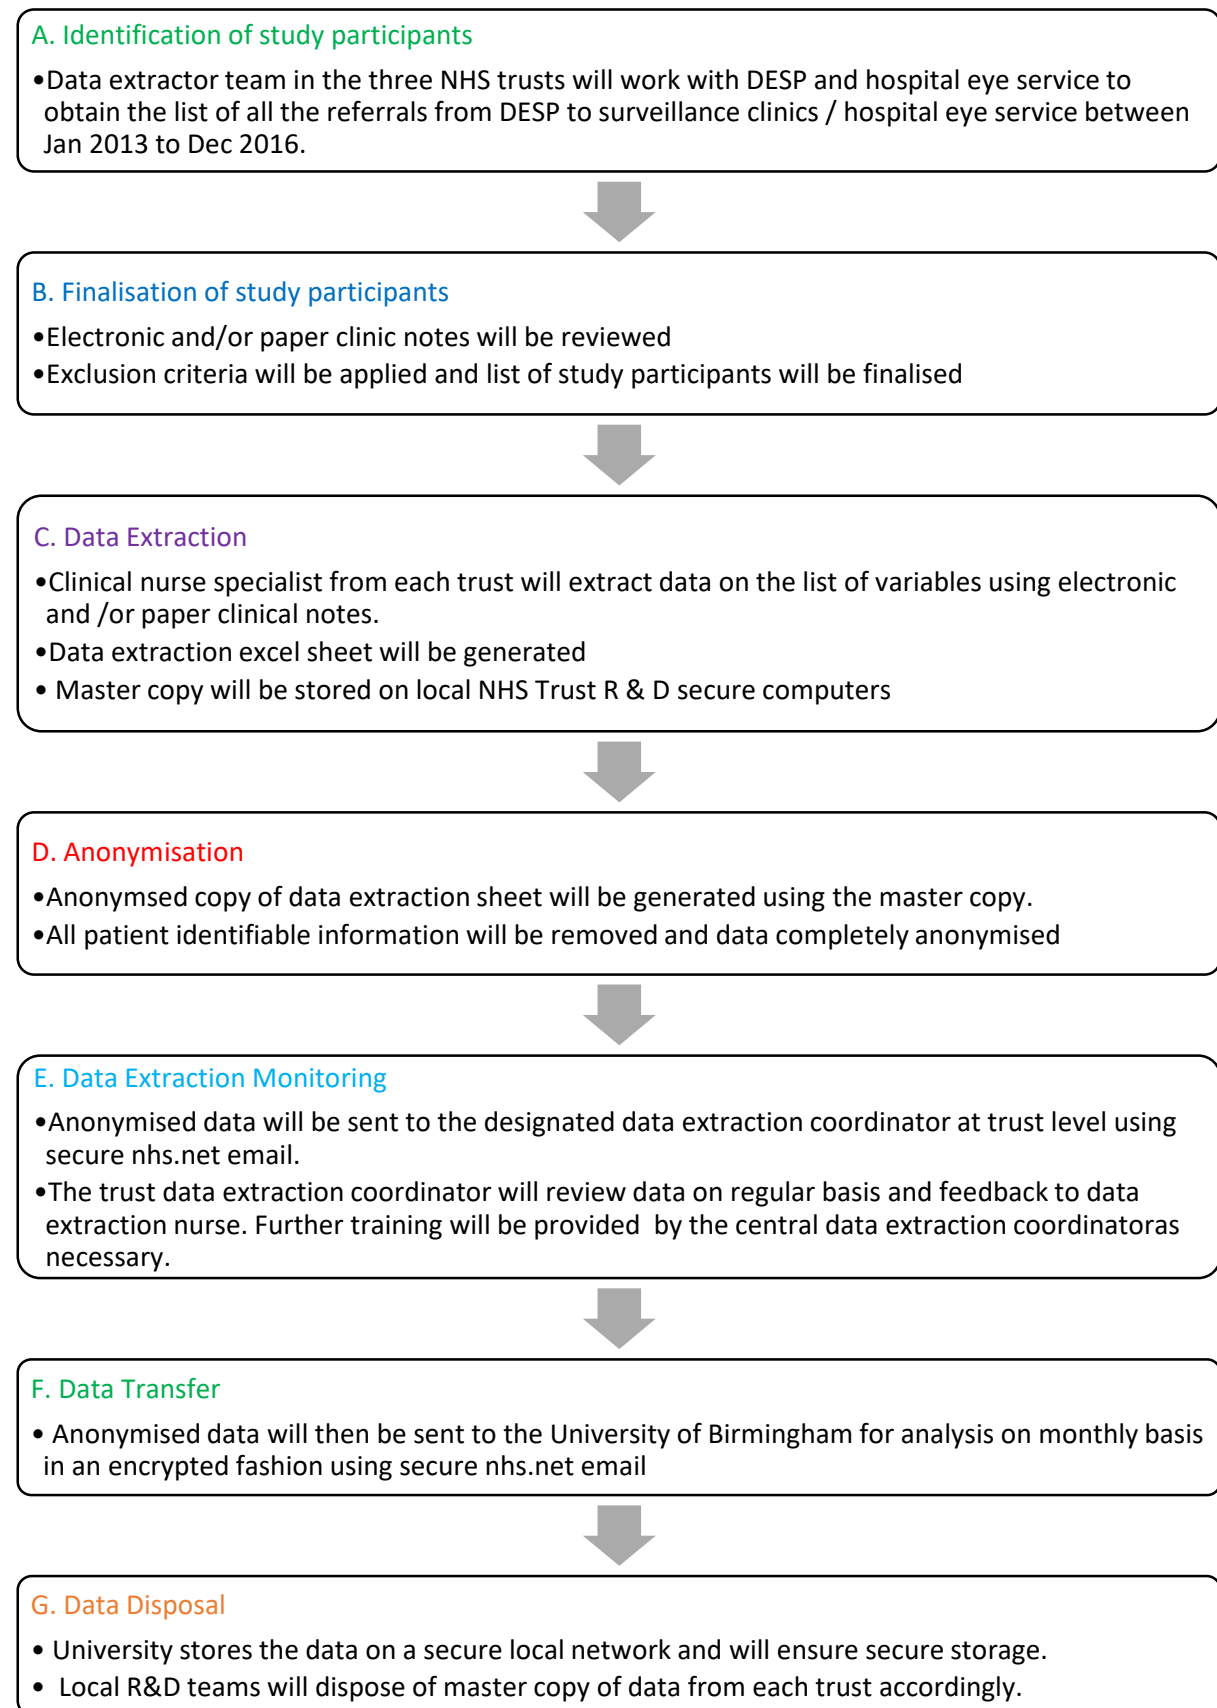 A. Identification of study participants
•Data extractor team in the three NHS trusts will work with DESP and hospital eye service to
obtain the list of all the referrals from DESP to surveillance clinics / hospital eye service between
Jan 2013 to Dec 2016.
B. Finalisation of study participants
•Electronic and/or paper clinic notes will be reviewed
•Exclusion criteria will be applied and list of study participants will be finalised
C. Data Extraction
•Clinical nurse specialist from each trust will extract data on the list of variables using electronic
and /or paper clinical notes.
•Data extraction excel sheet will be generated
• Master copy will be stored on local NHS Trust R & D secure computers
D. Anonymisation
•Anonymsed copy of data extraction sheet will be generated using the master copy.
•All patient identifiable information will be removed and data completely anonymised
E. Data Extraction Monitoring
•Anonymised data will be sent to the designated data extraction coordinator at trust level using
secure nhs.net email.
•The trust data extraction coordinator will review data on regular basis and feedback to data
extraction nurse. Further training will be provided  by the central data extraction coordinatoras
necessary.
F. Data Transfer
• Anonymised data will then be sent to the University of Birmingham for analysis on monthly basis
in an encrypted fashion using secure nhs.net email
G. Data Disposal
• University stores the data on a secure local network and will ensure secure storage.
• Local R&D teams will dispose of master copy of data from each trust accordingly.